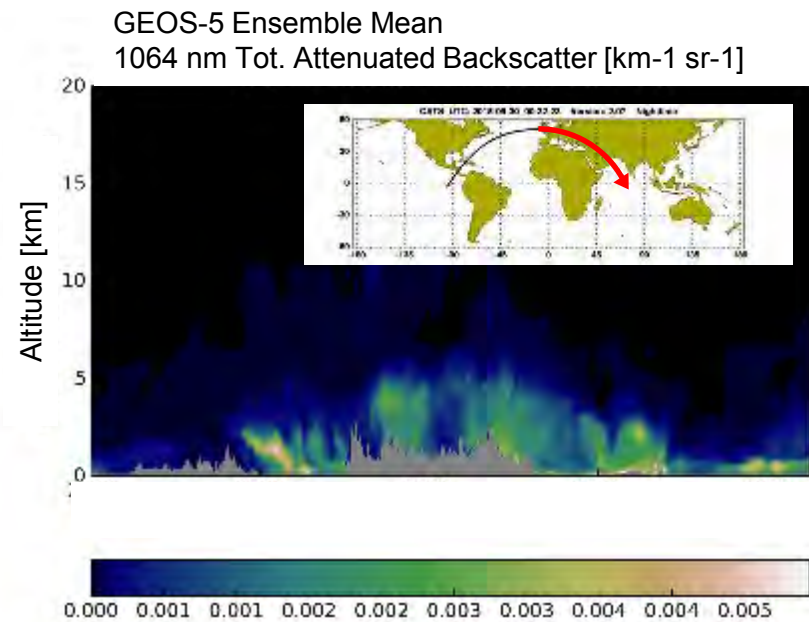 GEOS-5 Ensemble Mean
1064 nm Tot. Attenuated Backscatter [km-1 sr-1]
20
15
10
5
0
Altitude [km]
0.000 0.001 0.001 0.002 0.002 0.003 0.003 0.004 0.004 0.005